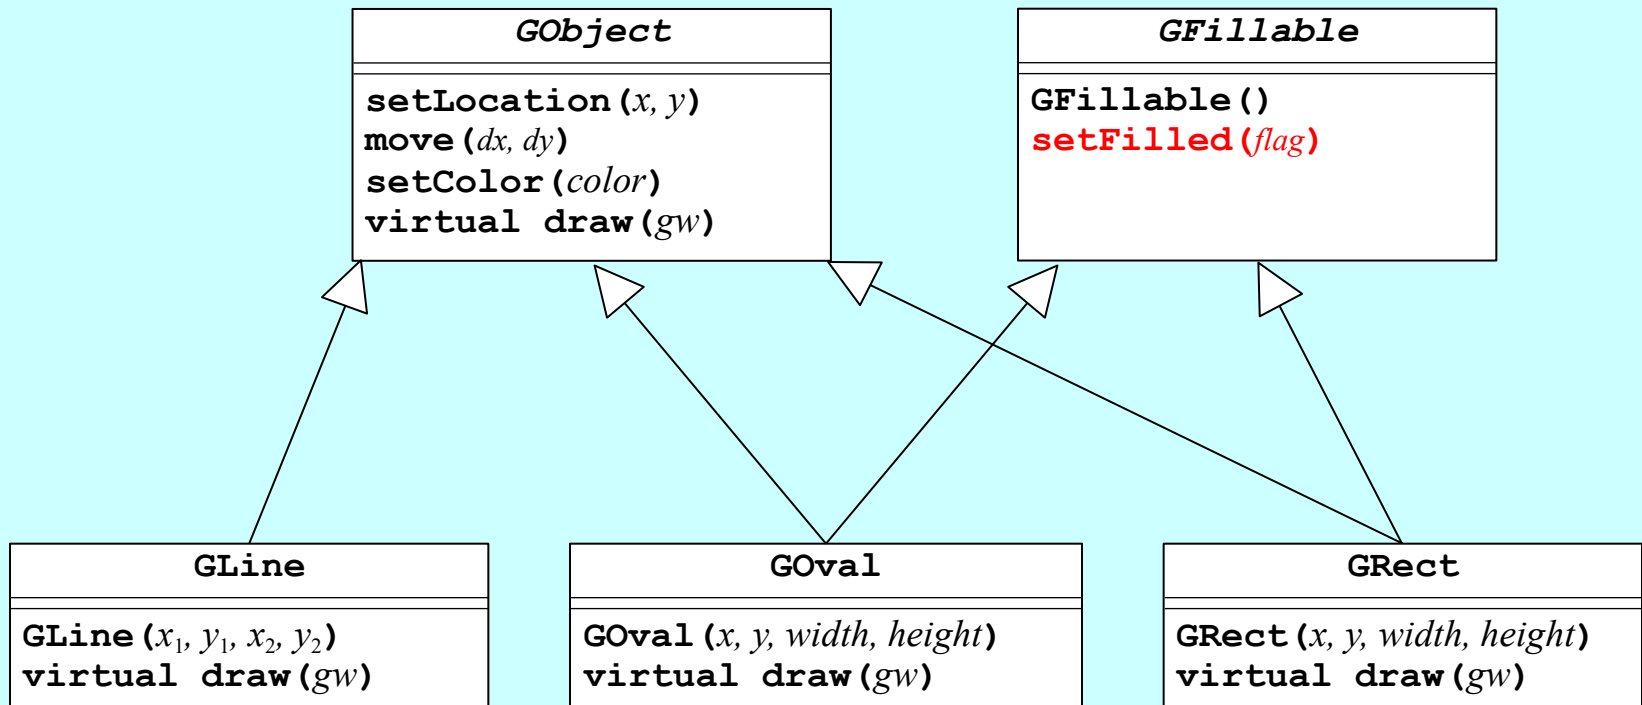 GObject
setLocation(x, y)
move(dx, dy)
setColor(color)
virtual draw(gw)
GFillable
GFillable()
setFilled(flag)
GLine
GLine(x₁, y₁, x₂, y₂)
virtual draw(gw)
GOval
GOval(x, y, width, height)
virtual draw(gw)
GRect
GRect(x, y, width, height)
virtual draw(gw)